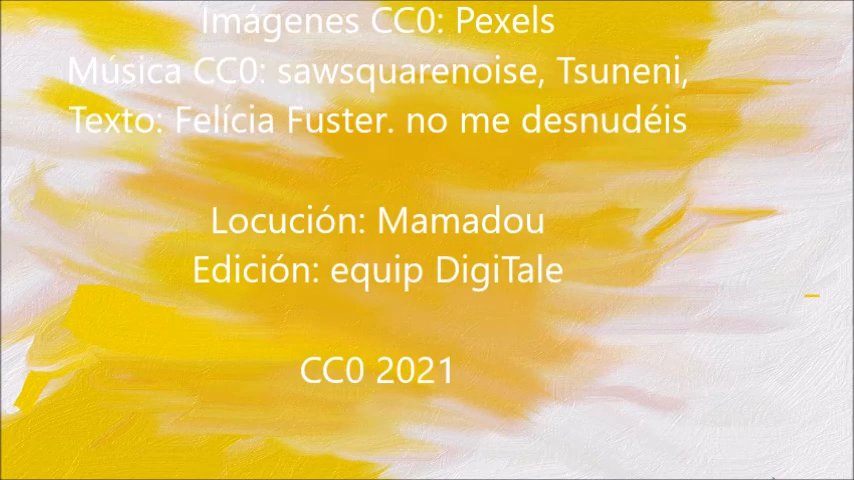 Imágenes CC0: Pexels
Música CC0: sawsquarenoise, Tsuneni,
Texto: Felícia Fuster. no me desnudéis
Locución: Mamadou
Edición: equip DigiTale
CC0 2021